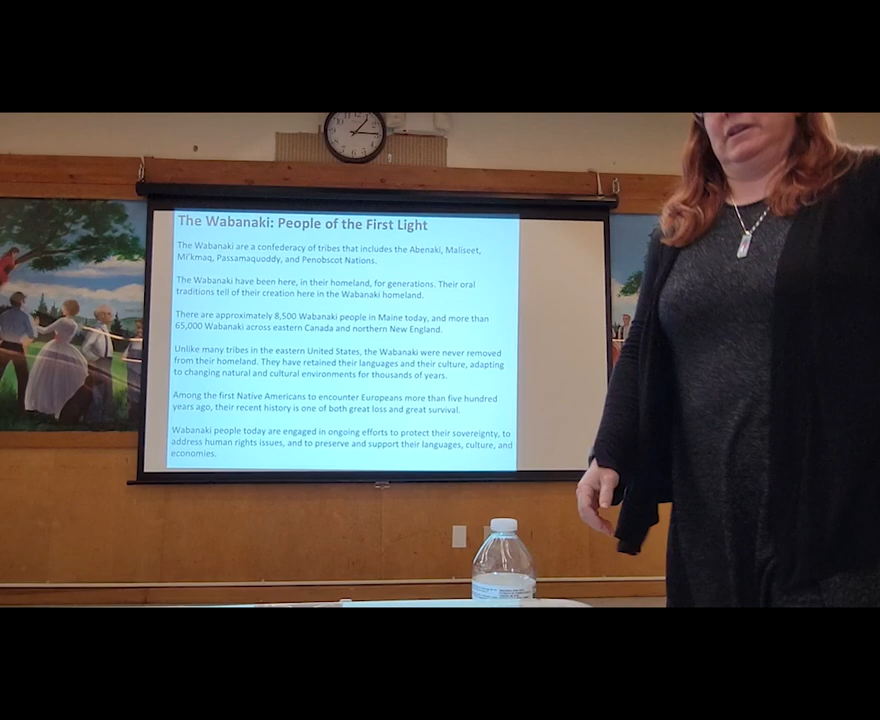 The Wabanaki: People of the First Light
The Wabanaki are a confederacy of tribes that includes the Abenaki, Maliseet,
Mi'kmaq, Passamaquoddy, and Penobscot Nations.
The Wabanaki have been here, in their homeland, for generations. Their oral
traditions tell of their creation here in the Wabanaki homeland.
There are approximately 8,500 Wabanaki people in Maine today, and more than
65,000 Wabanaki across eastern Canada and northern New England.
Unlike many tribes in the eastern United States, the Wabanaki were never removed
from their homeland. They have retained their languages and their culture, adapting
to changing natural and cultural environments for thousands of years.
Among the first Native Americans to encounter Europeans more than five hundred
years ago, their recent history is one of both great loss and great survival.
Wabanaki people today are engaged in ongoing efforts to protect their sovereignty, to
address human rights issues, and to preserve and support their languages, culture, and
economies.